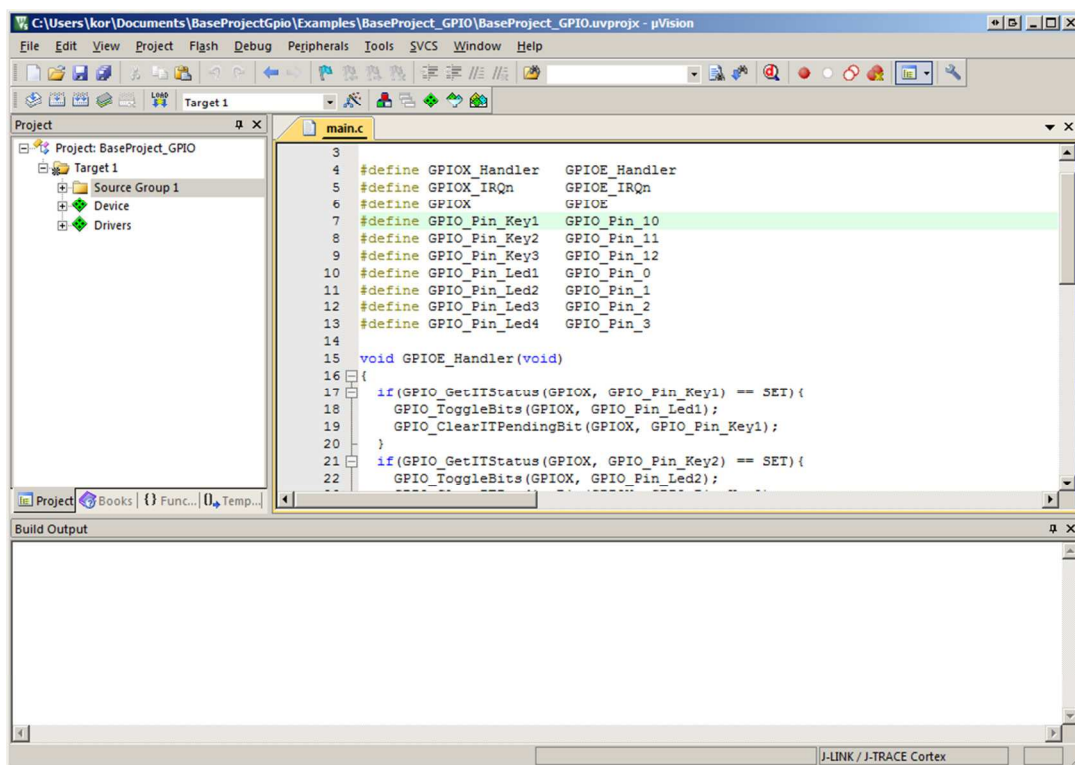 C:\Users\kor\Documents\BaseProjectGpio\Examples\BaseProject_GPIO\BaseProject_GPIO.uvprojx - µVision
File Edit View Project Flash Debug Peripherals Tools SVCS Window Help
LOAD
Target 1
Project
main.c
Project: BaseProject_GPIO
Target 1
Source Group 1
Device
Drivers
3
4 #define GPIOX_Handler GPIOE_Handler
5 #define GPIOX_IRQn GPIOE_IRQn
6 #define GPIOX GPIOE
7 #define GPIO_Pin_Key1 GPIO_Pin_10
8 #define GPIO_Pin_Key2 GPIO_Pin_11
9 #define GPIO_Pin_Key3 GPIO_Pin_12
10 #define GPIO_Pin_Led1 GPIO_Pin_0
11 #define GPIO_Pin_Led2 GPIO_Pin_1
12 #define GPIO_Pin_Led3 GPIO_Pin_2
13 #define GPIO_Pin_Led4 GPIO_Pin_3
14
15 void GPIOE_Handler(void)
16 {
17 if(GPIO_GetITStatus(GPIOX, GPIO_Pin_Key1) == SET){
18 GPIO_ToggleBits(GPIOX, GPIO_Pin_Led1);
19 GPIO_ClearITPendingBit(GPIOX, GPIO_Pin_Key1);
20 }
21 if(GPIO_GetITStatus(GPIOX, GPIO_Pin_Key2) == SET){
22 GPIO_ToggleBits(GPIOX, GPIO_Pin_Led2);
Project Books {} Func... Temp...
Build Output
J-LINK / J-TRACE Cortex